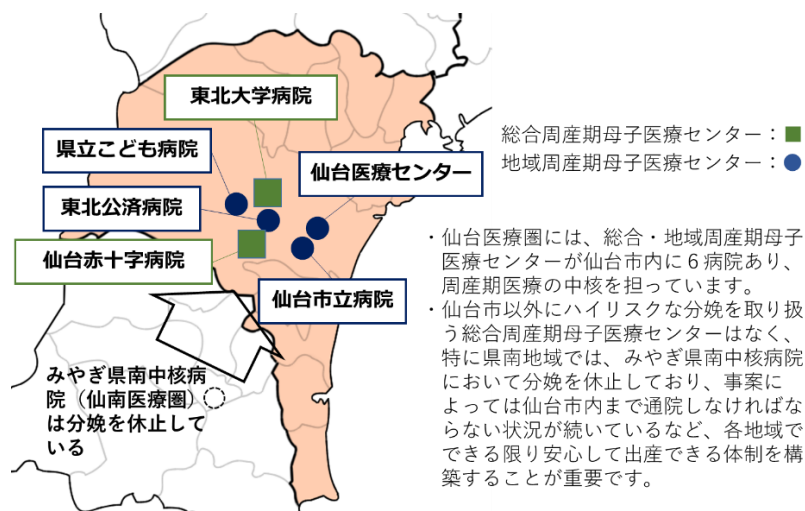 東北大学病院
県立こども病院
仙台医療センター
東北公済病院
仙台赤十字病院
仙台市立病院
みやぎ県南中核病
院（仙南医療圏）
は分娩を休止して
いる
総合周産期母子医療センター：
地域周産期母子医療センター：
・仙台医療圏には、総合・地域周産期母子
医療センターが仙台市内に６病院あり、
周産期医療の中核を担っています。
・仙台市以外にハイリスクな分娩を取り扱
う総合周産期母子医療センターはなく、
特に県南地域では、みやぎ県南中核病院
において分娩を休止しており、事案に
よっては仙台市内まで通院しなければな
らない状況が続いているなど、各地域で
できる限り安心して出産できる体制を構
築することが重要です。